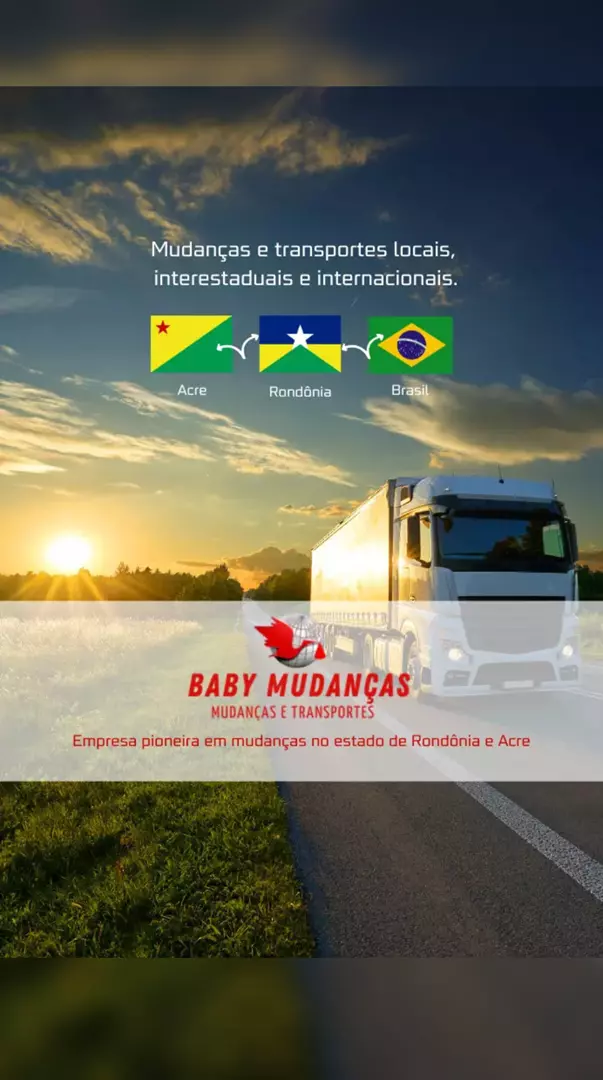 Mudanças e transportes locais,
interestaduais e internacionais.
Acre
Rondônia
Brasil
BABY MUDANÇAS
MUDANÇAS E TRANSPORTES
Empresa pioneira em mudanças no estado de Rondônia e Acre